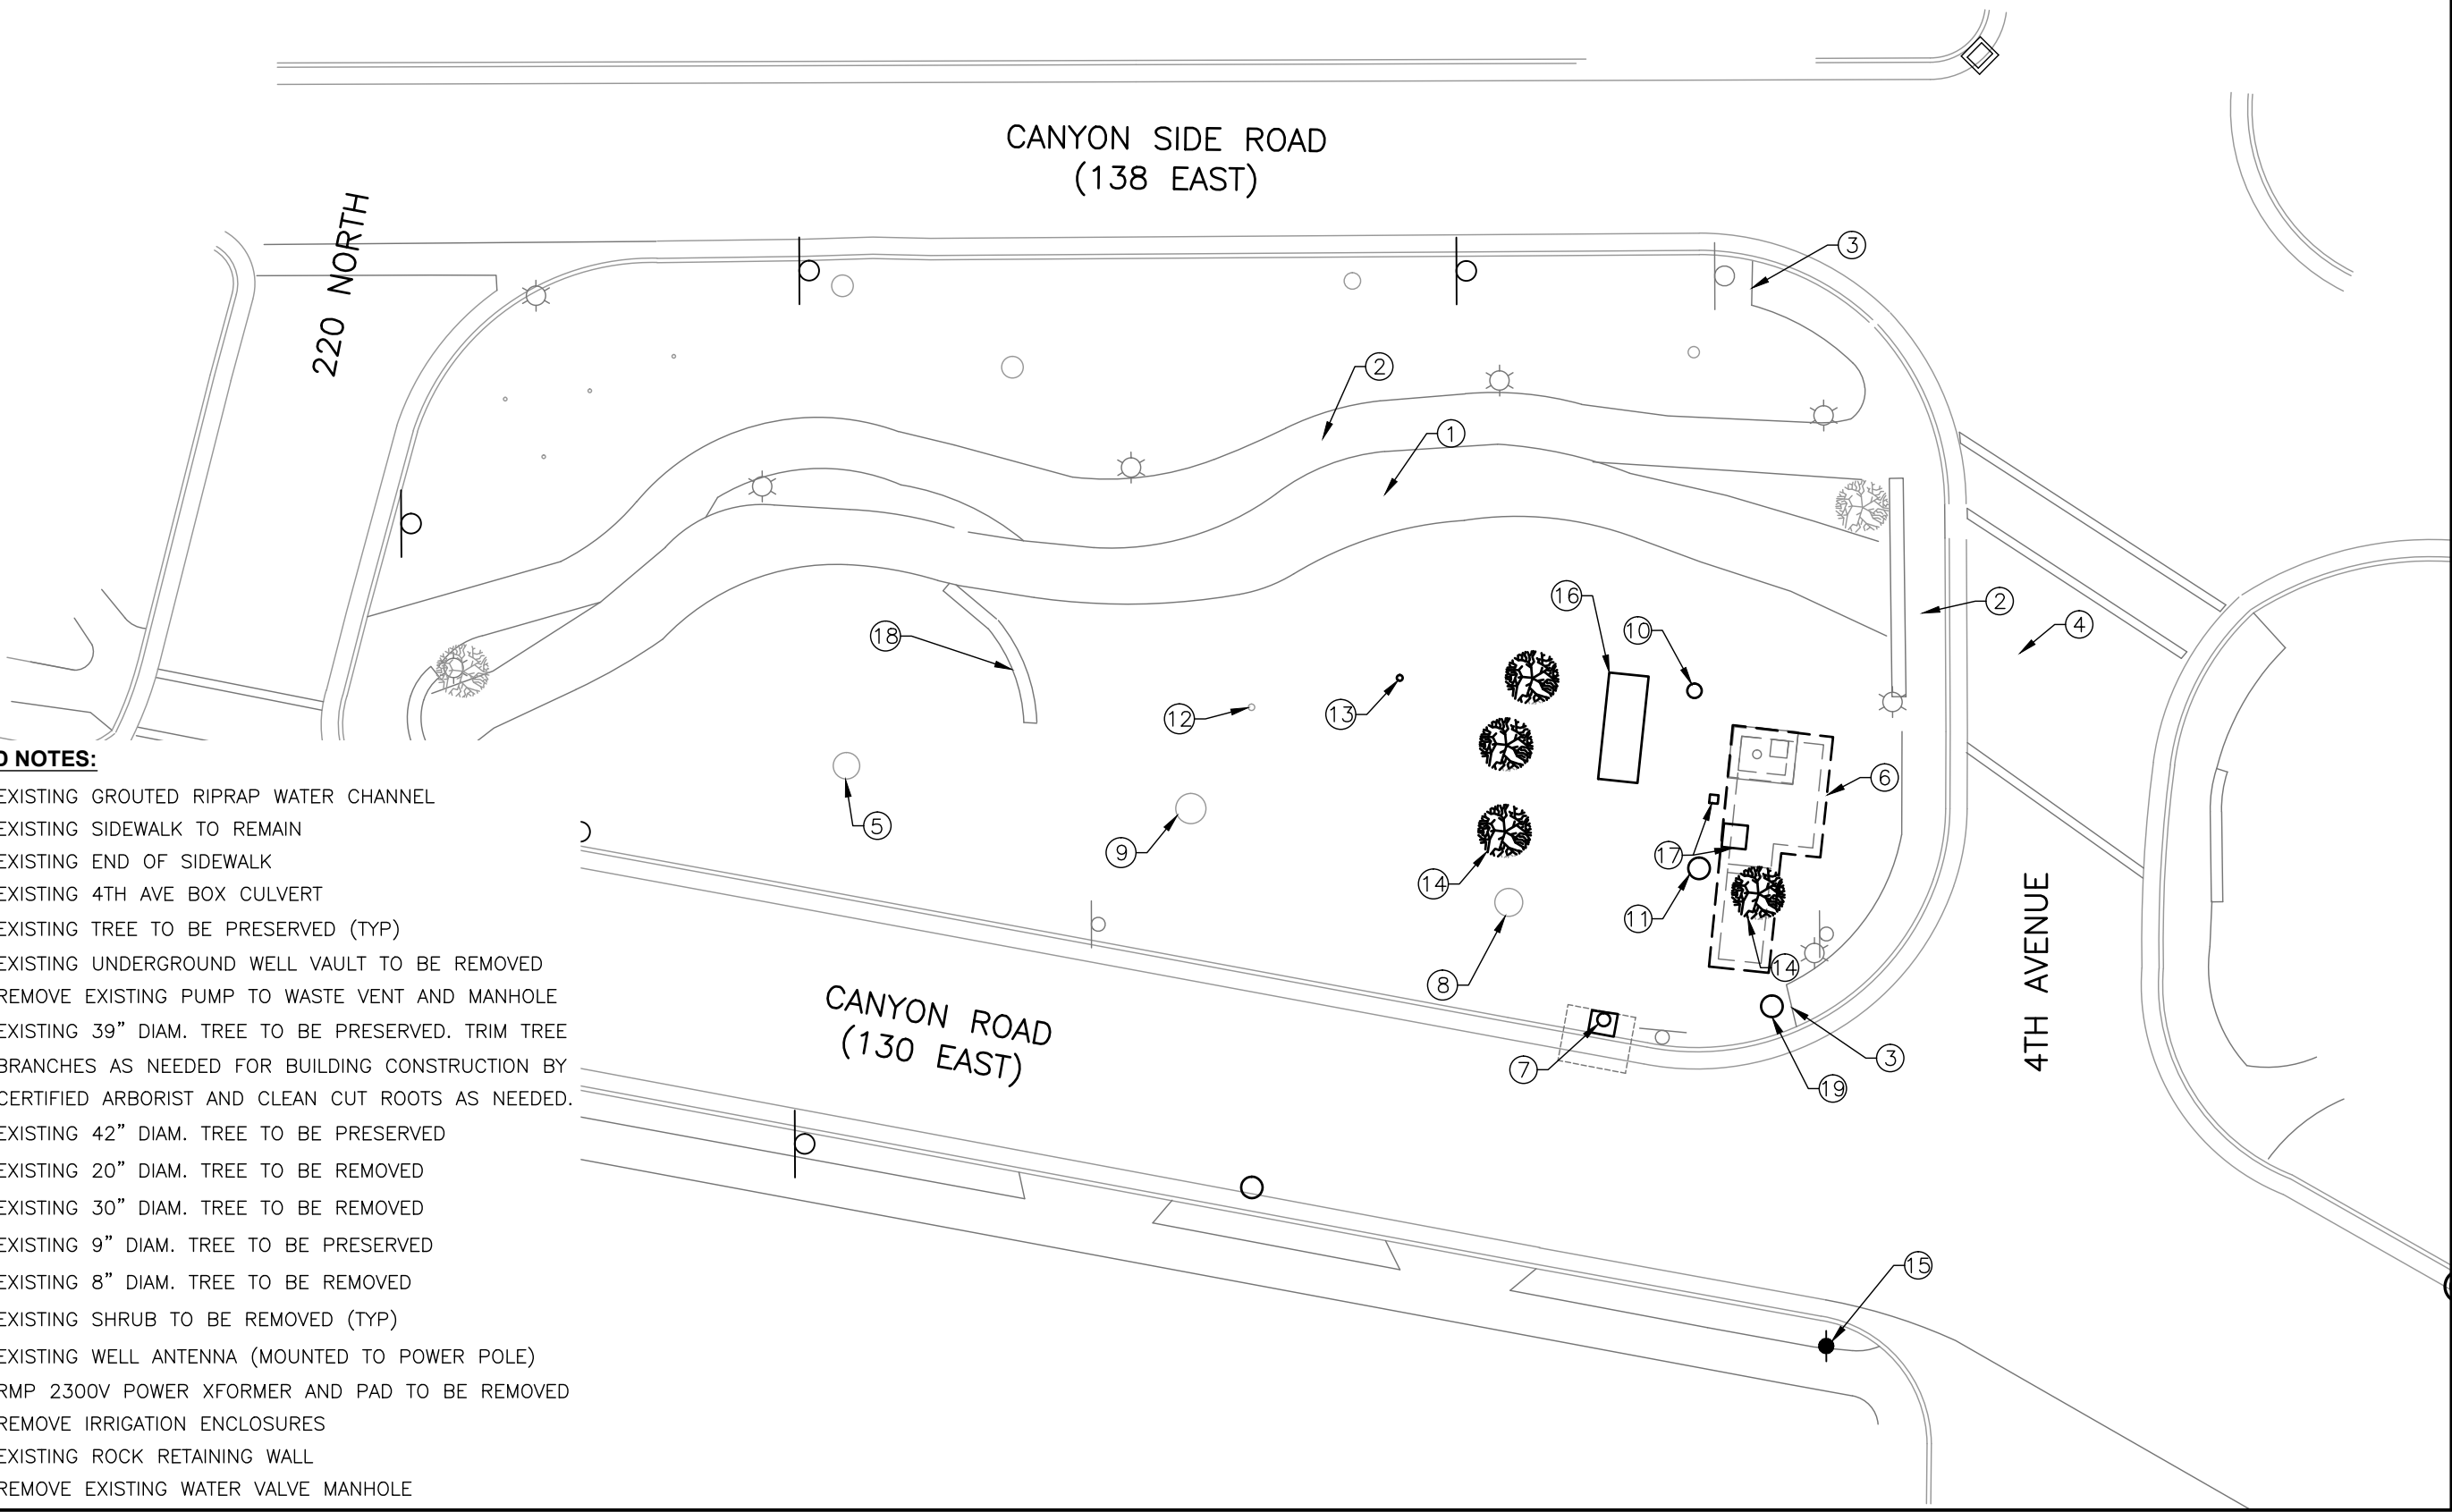 CANYON SIDE ROAD
(138 EAST)
220 NORTH
3
2
1
16
10
2
4
18
13
12
6
5
9
17
14
11
8
14
CANYON ROAD
(130 EAST)
7
3
19
4TH AVENUE
15
NOTES:
EXISTING GROUTED RIPRAP WATER CHANNEL
EXISTING SIDEWALK TO REMAIN
EXISTING END OF SIDEWALK
EXISTING 4TH AVE BOX CULVERT
EXISTING TREE TO BE PRESERVED (TYP)
EXISTING UNDERGROUND WELL VAULT TO BE REMOVED
REMOVE EXISTING PUMP TO WASTE VENT AND MANHOLE
EXISTING 39" DIAM. TREE TO BE PRESERVED. TRIM TREE
BRANCHES AS NEEDED FOR BUILDING CONSTRUCTION BY
CERTIFIED ARBORIST AND CLEAN CUT ROOTS AS NEEDED.
EXISTING 42" DIAM. TREE TO BE PRESERVED
EXISTING 20" DIAM. TREE TO BE REMOVED
EXISTING 30" DIAM. TREE TO BE REMOVED
EXISTING 9" DIAM. TREE TO BE PRESERVED
EXISTING 8" DIAM. TREE TO BE REMOVED
EXISTING SHRUB TO BE REMOVED (TYP)
EXISTING WELL ANTENNA (MOUNTED TO POWER POLE)
RMP 2300V POWER XFORMER AND PAD TO BE REMOVED
REMOVE IRRIGATION ENCLOSURES
EXISTING ROCK RETAINING WALL
REMOVE EXISTING WATER VALVE MANHOLE